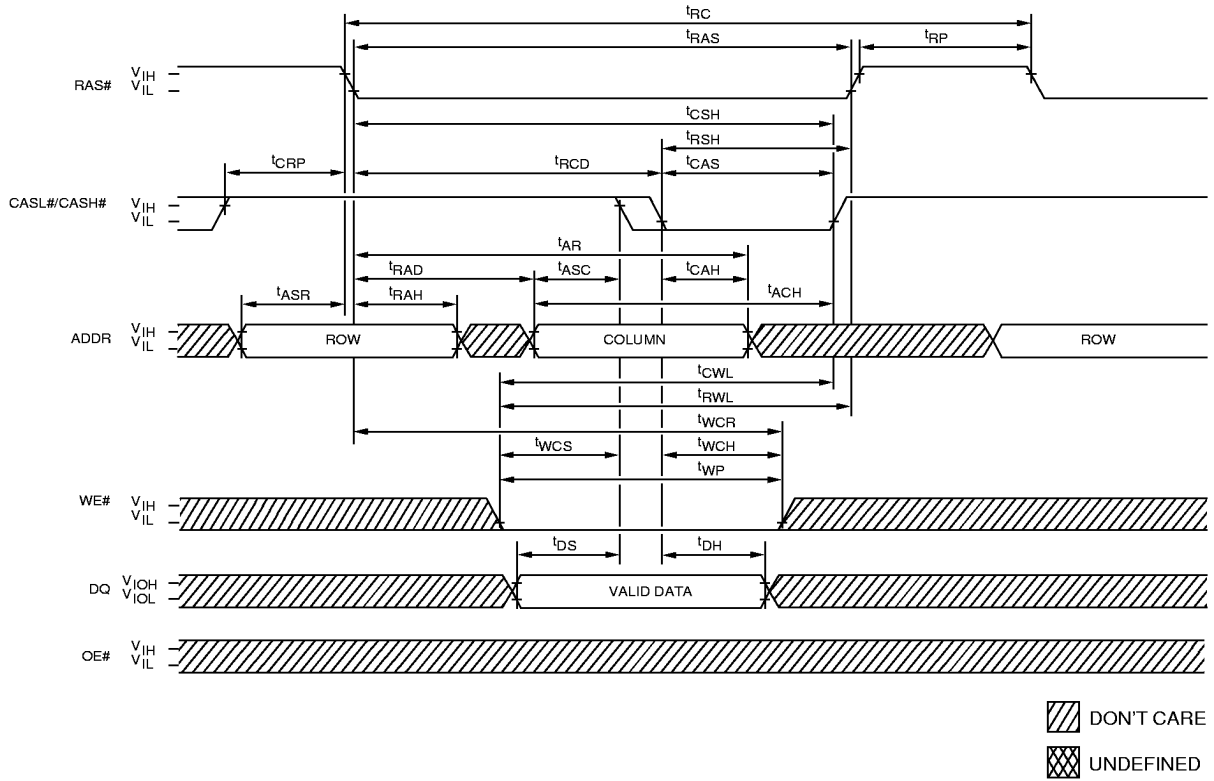 tRC
tRAS
tRP
RAS# VIH
VIL
tCSH
tRSH
tCRP tRCD tCAS
CASL#/CASH# VIH
VIL
tAR
tRAD tASC tCAH
tASR tRAH tACH
ADDR VIH
VIL
ROW COLUMN ROW
tCWL
tRWL
tWCR
tWCS tWCH
tWP
WE# VIH
VIL
tDS tDH
DQ VIOH
VIOL
VALID DATA
OE# VIH
VIL
DON'T CARE
UNDEFINED